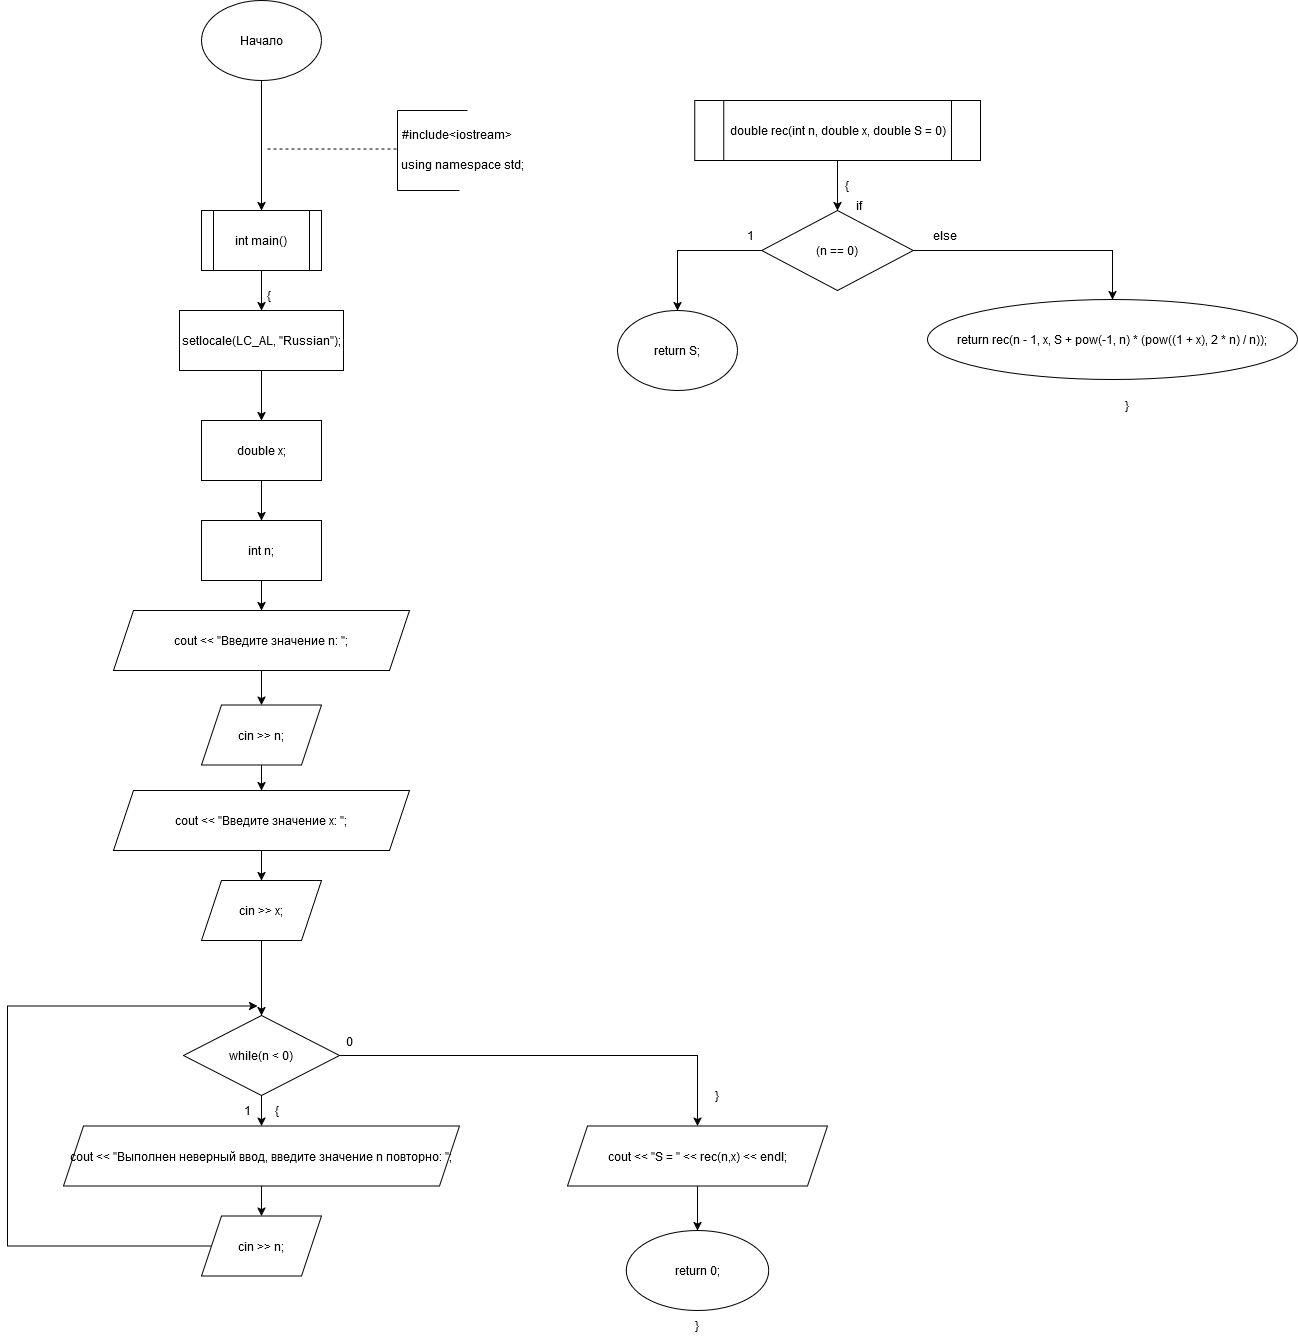 Начало
#include<iostream>
using namespace std;
int main()
{
setlocale(LC_AL, "Russian");
double x;
int n;
cout << "Введите значение n: ";
cin >> n;
cout << "Введите значение x: ";
cin >> x;
while(n < 0)
0
1
{
cout << "Выполнен неверный ввод, введите значение n повторно: ";
cin >> n;
}
cout << "S = " << rec(n,x) << endl;
return 0;
}
double rec(int n, double x, double S = 0)
{
if
(n == 0)
1
else
return S;
return rec(n - 1, x, S + pow(-1, n) * (pow((1 + x), 2 * n) / n));
}